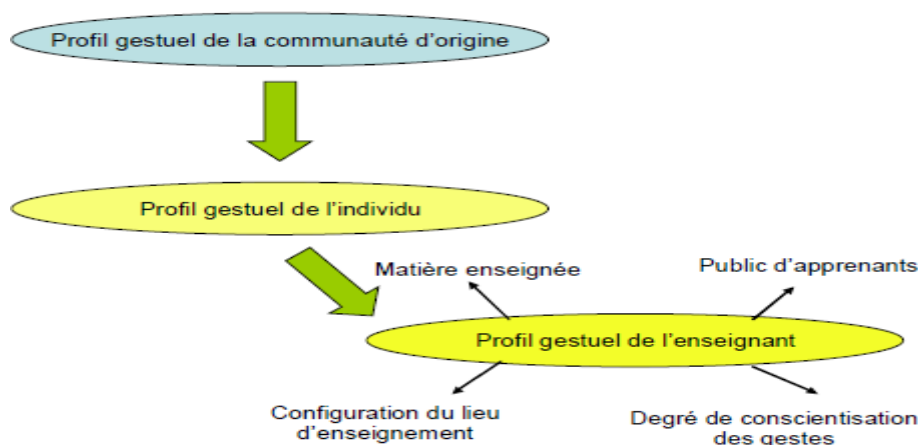 Profil gestuel de la communauté d'origine
Profil gestuel de l'individu
Matière enseignée
Public d'apprenants
Profil gestuel de l'enseignant
Configuration du lieu
d'enseignement
Degré de conscientisation
des gestes